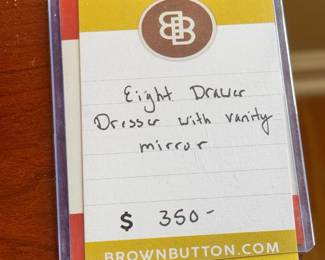 BB
Eight Drawer
Dresser with vanity
mirror
$ 350-
BROWNBUTTON.COM